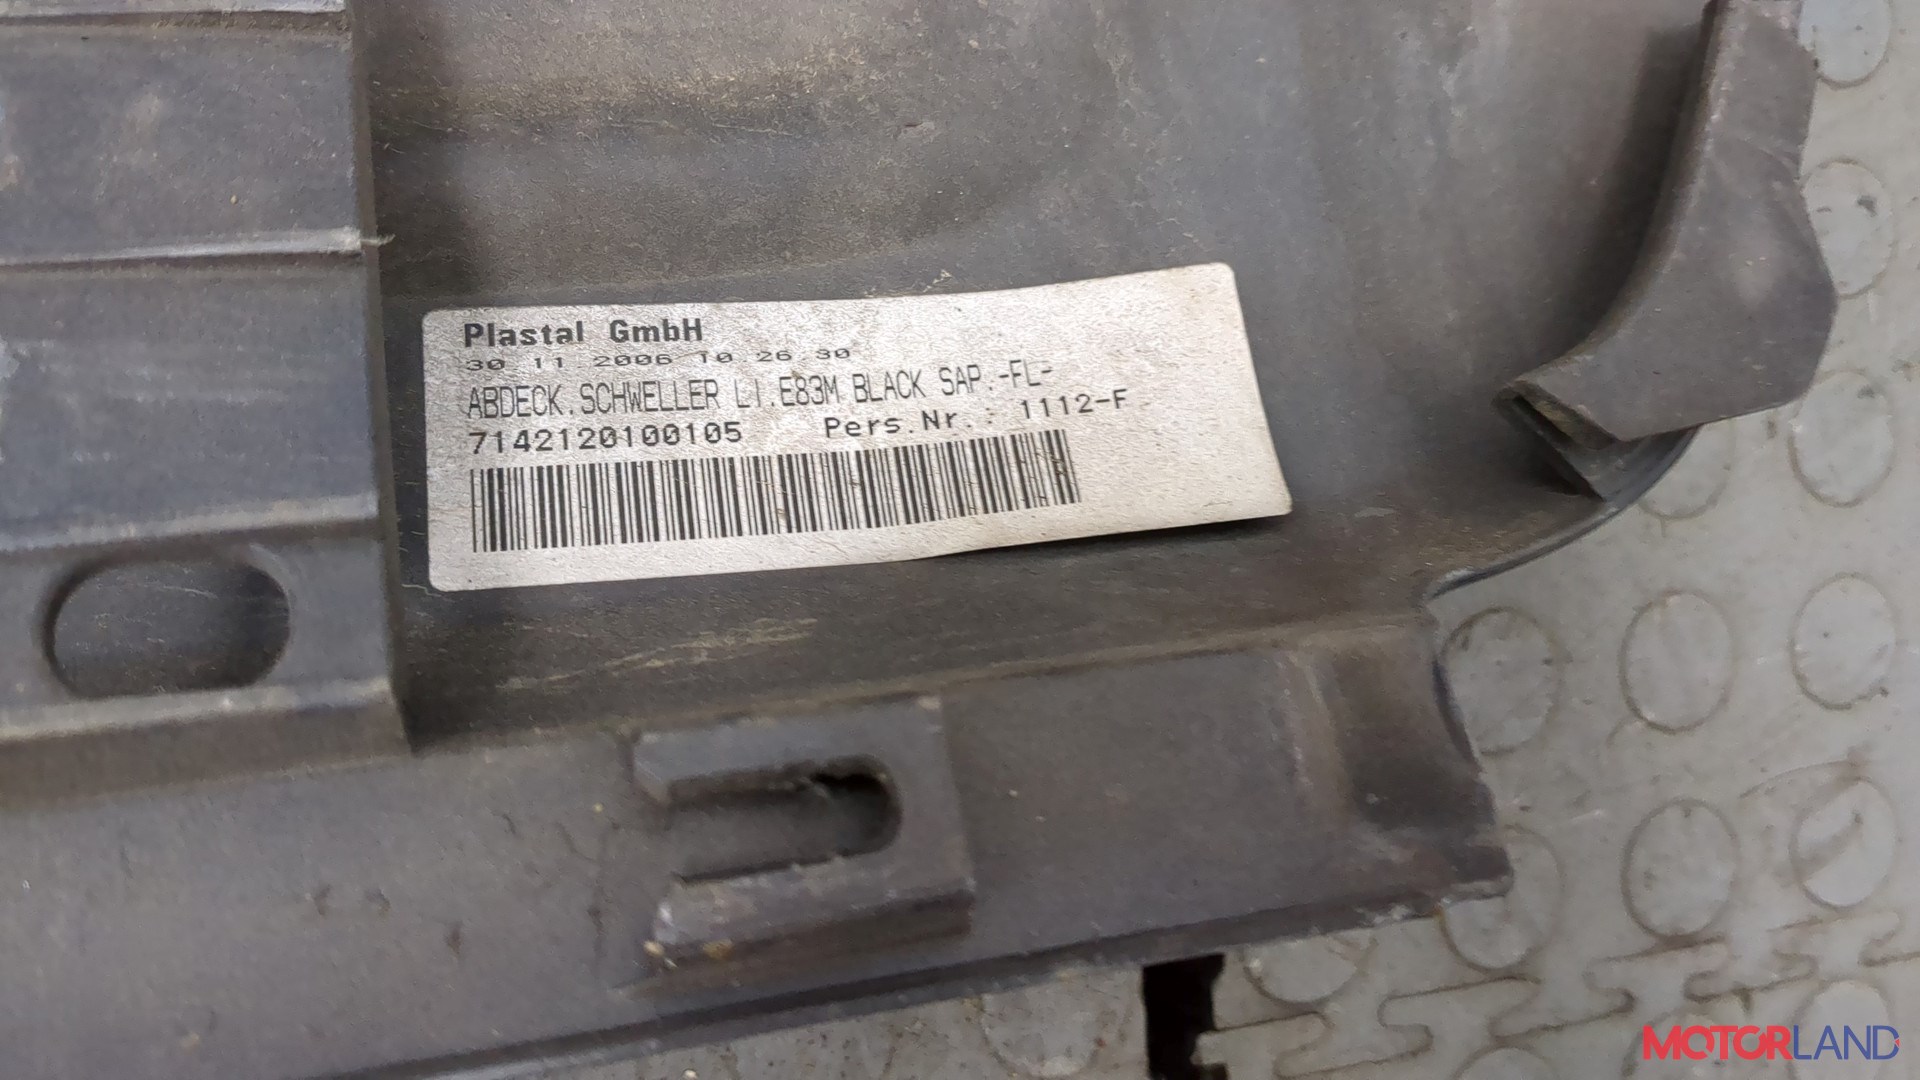 Plastal GmbH
30.11.2006 10.26.30
ABDECK.SCHWELLER LI.E83M BLACK SAP.-FL-
7142120100105 Pers.Nr.: 1112-F
MOTORLAND